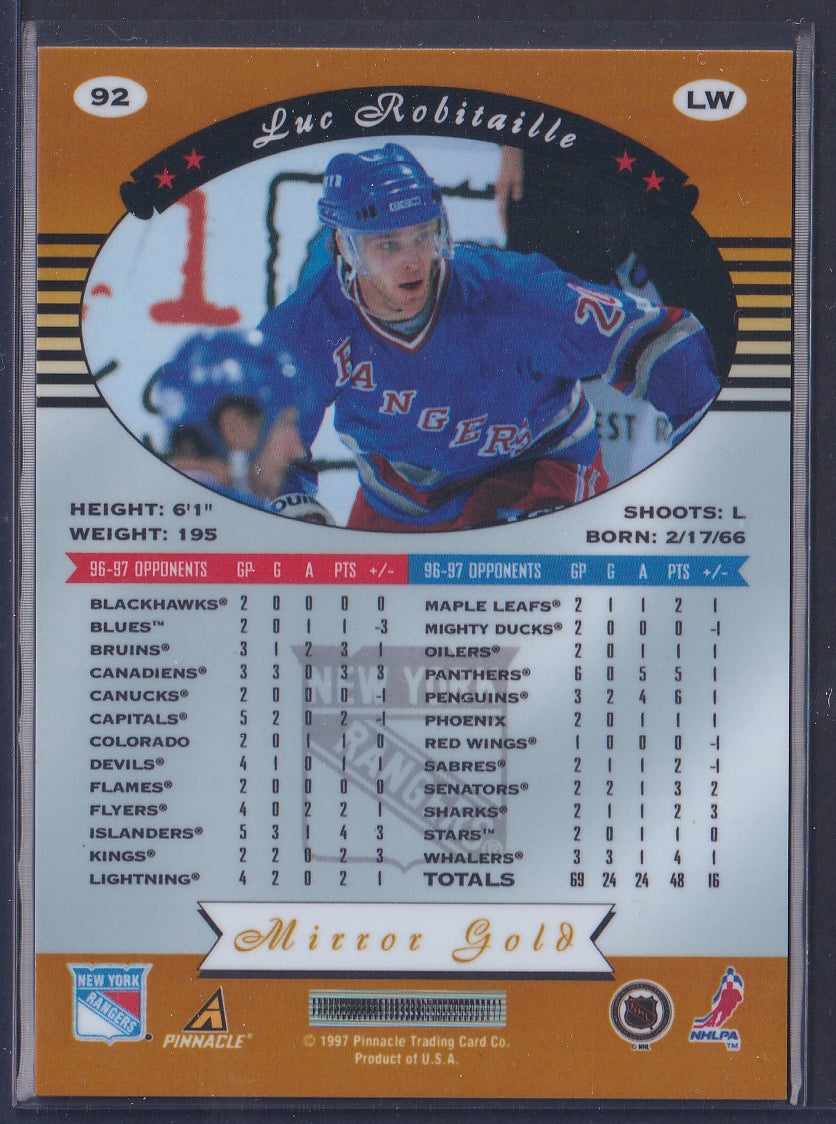 92
LW
Luc Robitaille
1
20
RANGERS
EST
HEIGHT: 6'1"
WEIGHT: 195
SHOOTS: L
BORN: 2/17/66
96-97 OPPONENTS GP G A PTS +/-
BLACKHAWKS® 2 0 0 0 0
BLUES™ 2 0 1 1 -3
BRUINS® 3 1 2 3 1
CANADIENS® 3 3 0 3 3
CANUCKS® 2 0 0 0 -1
CAPITALS® 5 2 0 2 -1
COLORADO 2 0 1 1 0
DEVILS® 4 1 0 1 1
FLAMES® 2 0 0 0 0
FLYERS® 4 0 2 2 1
ISLANDERS® 5 3 1 4 3
KINGS® 2 2 0 2 3
LIGHTNING® 4 2 0 2 1
96-97 OPPONENTS GP G A PTS +/-
MAPLE LEAFS® 2 1 1 2 1
MIGHTY DUCKS® 2 0 0 0 -1
OILERS® 2 0 1 1 1
PANTHERS® 6 0 5 5 1
PENGUINS® 3 2 4 6 1
PHOENIX 2 0 1 1 1
RED WINGS® 1 0 0 0 -1
SABRES® 2 1 1 2 -1
SENATORS® 2 2 1 3 2
SHARKS® 2 1 1 2 3
STARS™ 2 0 1 1 0
WHALERS® 3 3 1 4 1
TOTALS 69 24 24 48 16
NEW YORK
RANGERS
Mirror Gold
NEW YORK
RANGERS
PINNACLE®
© 1997 Pinnacle Trading Card Co.
Product of U.S.A.
© NHL
NHLPA
™